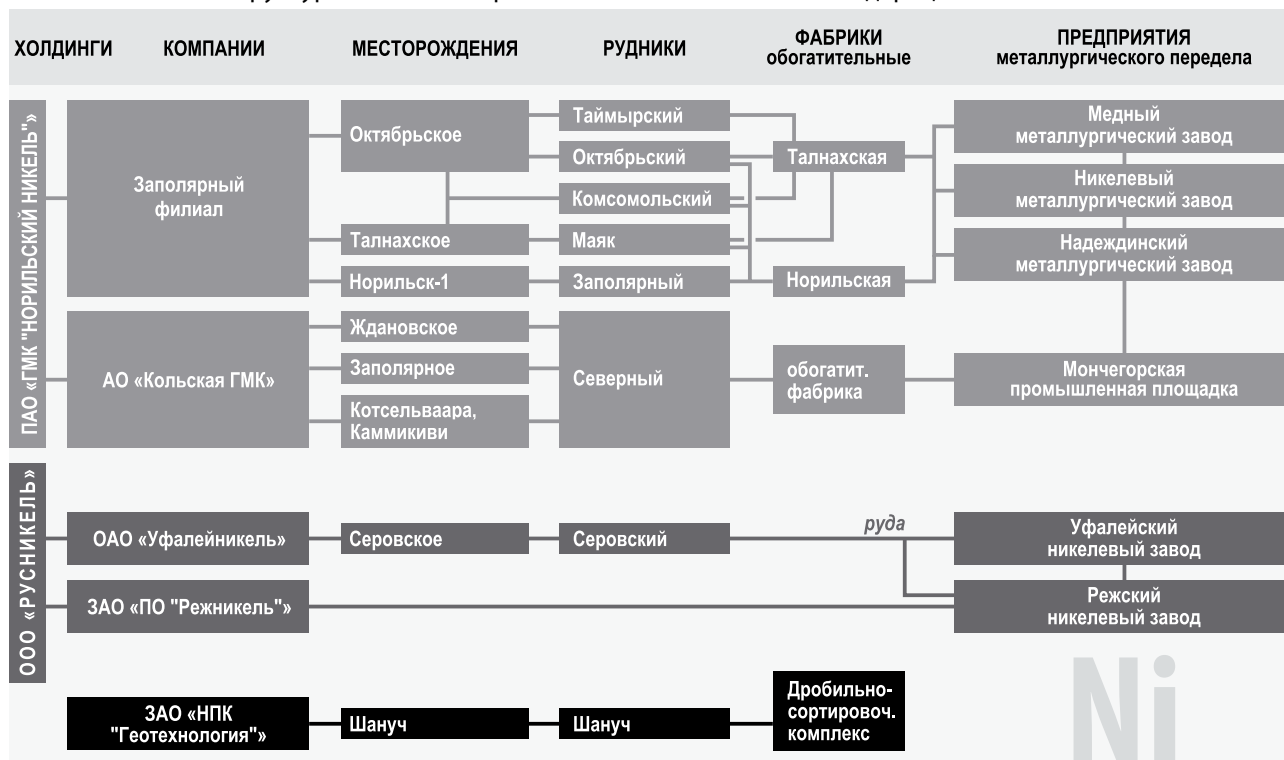 ХОЛДИНГИ
КОМПАНИИ
МЕСТОРОЖДЕНИЯ
РУДНИКИ
ФАБРИКИ
обогатительные
ПРЕДПРИЯТИЯ
металлургического передела
ПАО «ГМК "НОРИЛЬСКИЙ НИКЕЛЬ"»
Заполярный
филиал
Октябрьское
Талнахское
Норильск-1
Таймырский
Октябрьский
Комсомольский
Маяк
Заполярный
Талнахская
Норильская
Медный
металлургический завод
Никелевый
металлургический завод
Надеждинский
металлургический завод
АО «Кольская ГМК»
Ждановское
Заполярное
Котсельваара,
Каммикиви
Северный
обогатит.
фабрика
Мончегорская
промышленная площадка
ООО «РУСНИКЕЛЬ»
ОАО «Уфалейникель»
Серовское
Серовский
руда
Уфалейский
никелевый завод
ЗАО «ПО "Режникель"»
Режский
никелевый завод
ЗАО «НПК
"Геотехнология"»
Шануч
Шануч
Дробильно-
сортировоч.
комплекс
Ni